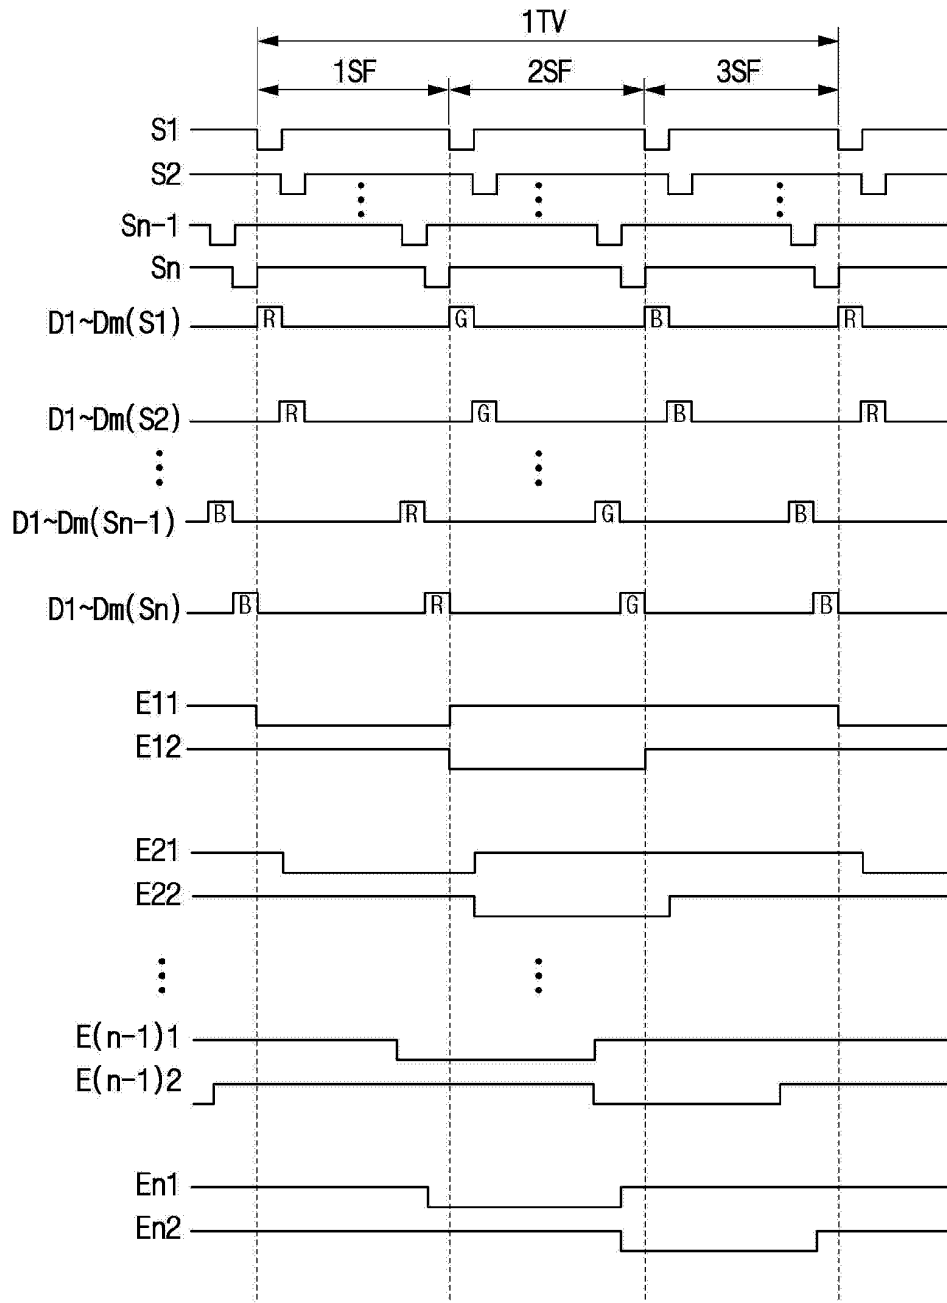 1TV
1SF 2SF 3SF
S1
S2
Sn-1
Sn
D1~Dm(S1) R G B R
D1~Dm(S2) R G B R
D1~Dm(Sn-1) B R G B
D1~Dm(Sn) B R G B
E11
E12
E21
E22
E(n-1)1
E(n-1)2
En1
En2